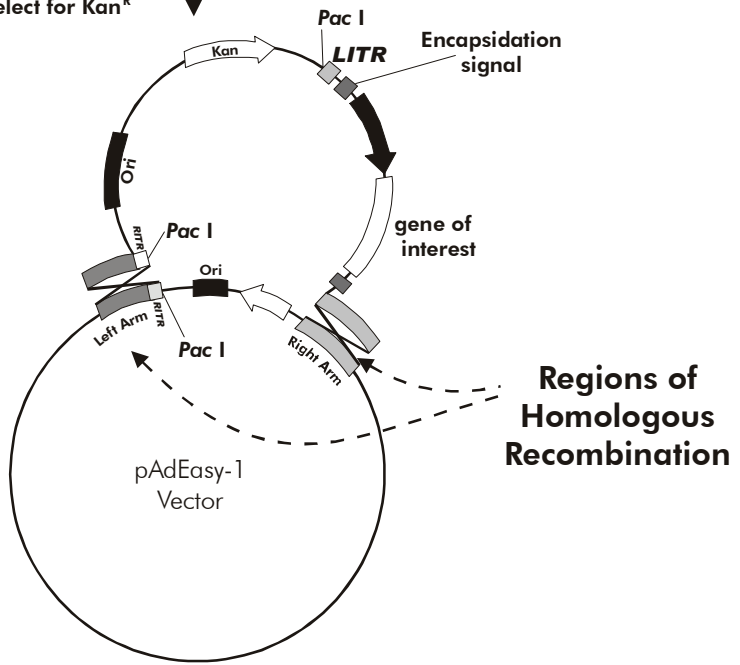 elect for Kanᴿ
Pac I
LITR
Encapsidation
signal
Kan
Ori
RITR
Pac I
gene of
interest
Ori
RITR
Left Arm
Pac I
Right Arm
Regions of
Homologous
Recombination
pAdEasy-1
Vector